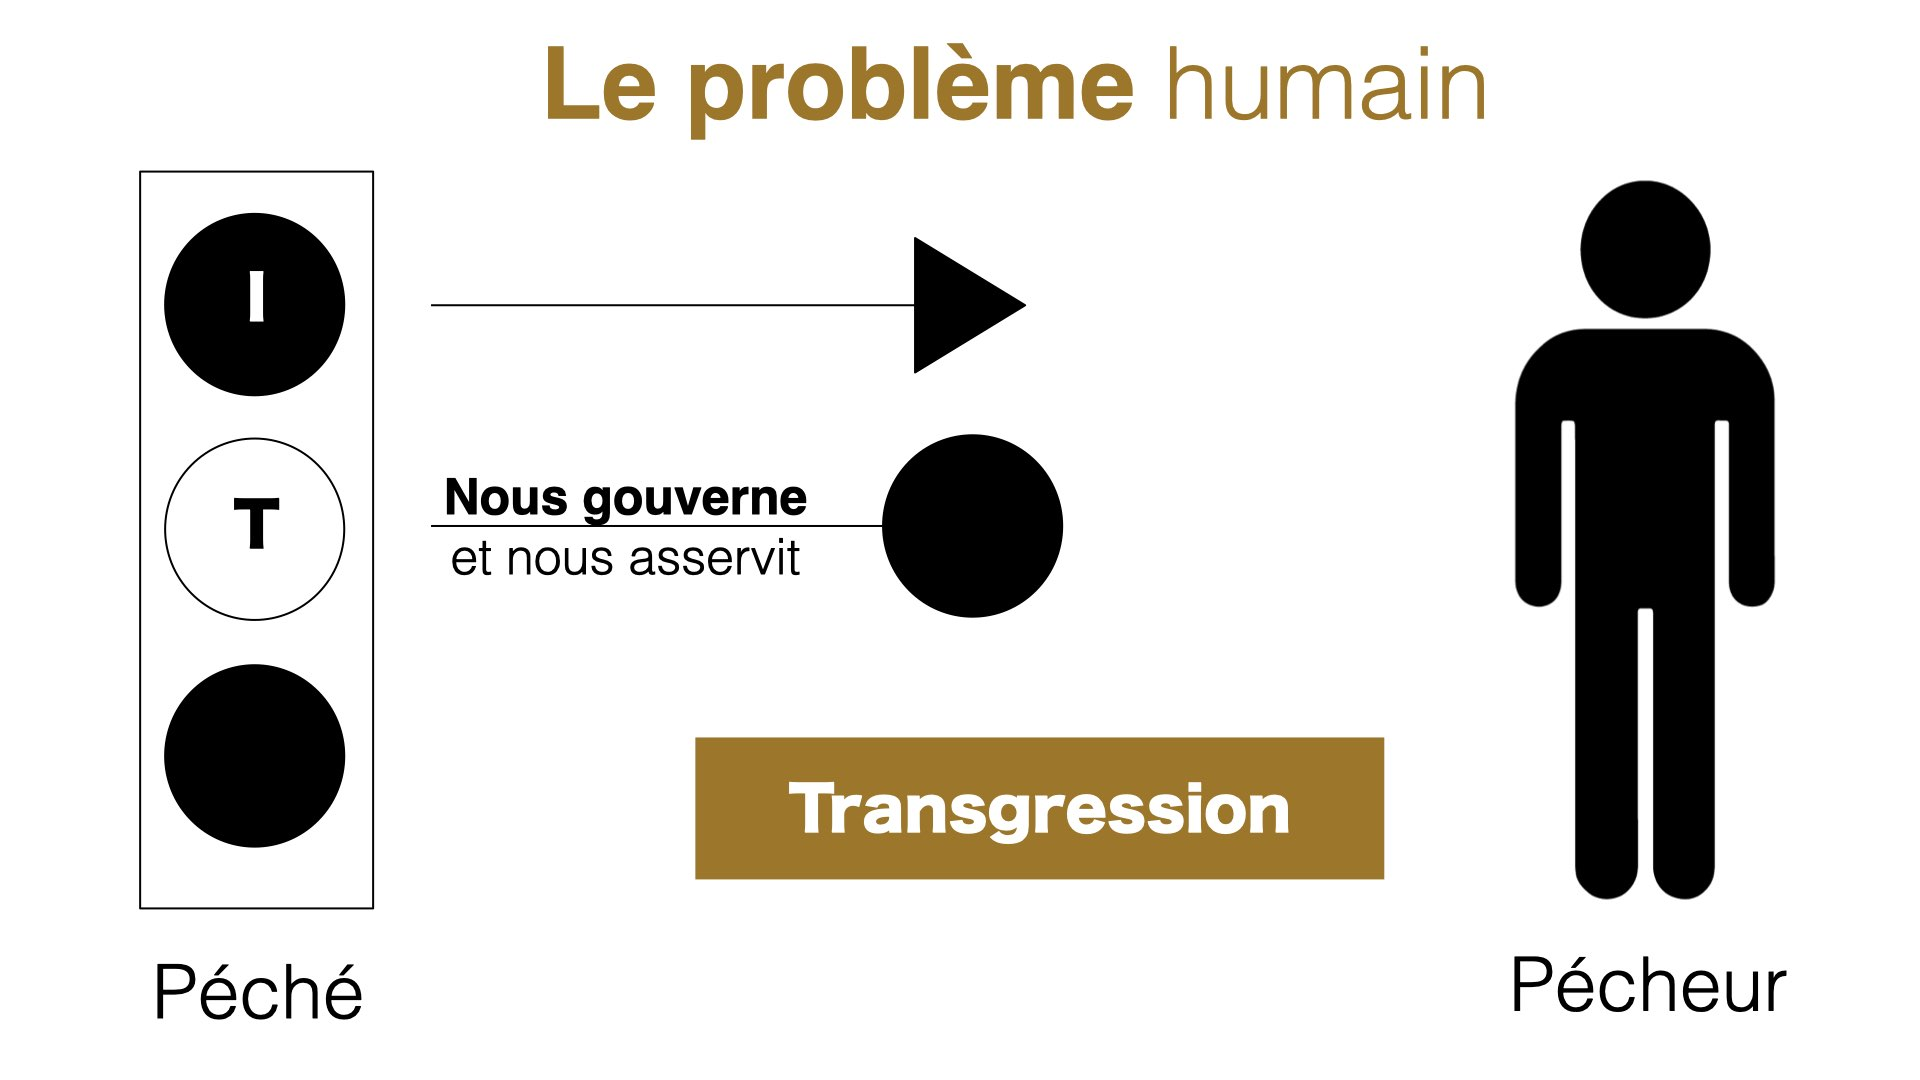 Le problème humain
I
T
Nous gouverne
et nous asservit
Transgression
Péché
Pécheur